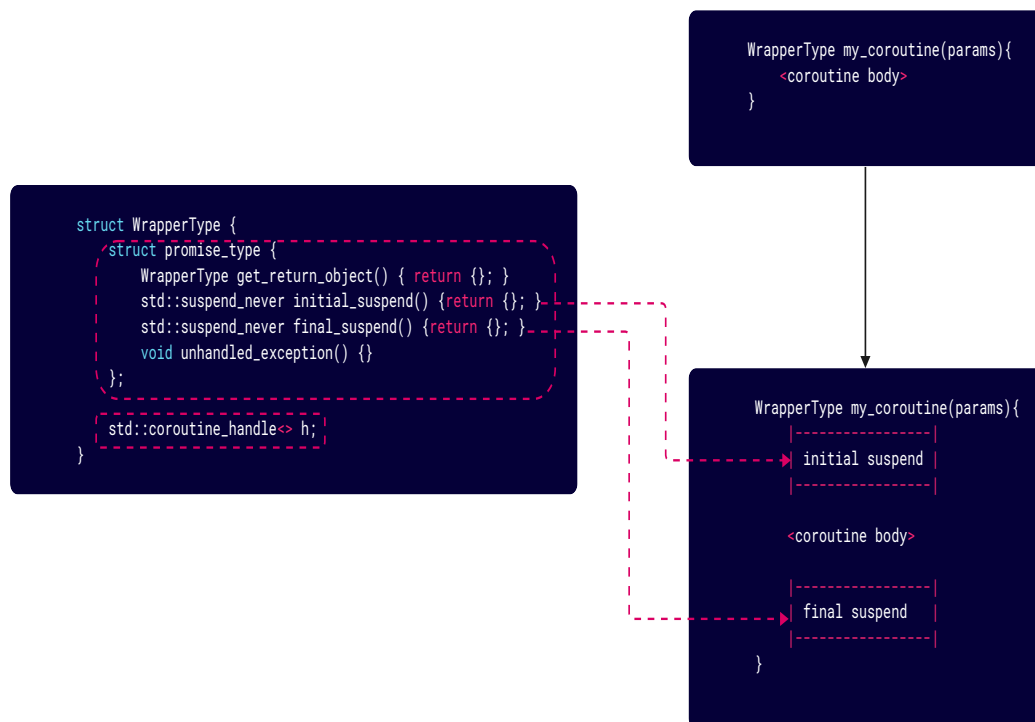 WrapperType my_coroutine(params){
<coroutine body>
}
struct WrapperType {
struct promise_type {
WrapperType get_return_object() { return {}; }
std::suspend_never initial_suspend() {return {}; }
std::suspend_never final_suspend() {return {}; }
void unhandled_exception() {}
};
std::coroutine_handle<> h;
}
WrapperType my_coroutine(params){
|-----------------|
| initial suspend |
|-----------------|
<coroutine body>
|-----------------|
| final suspend |
|-----------------|
}